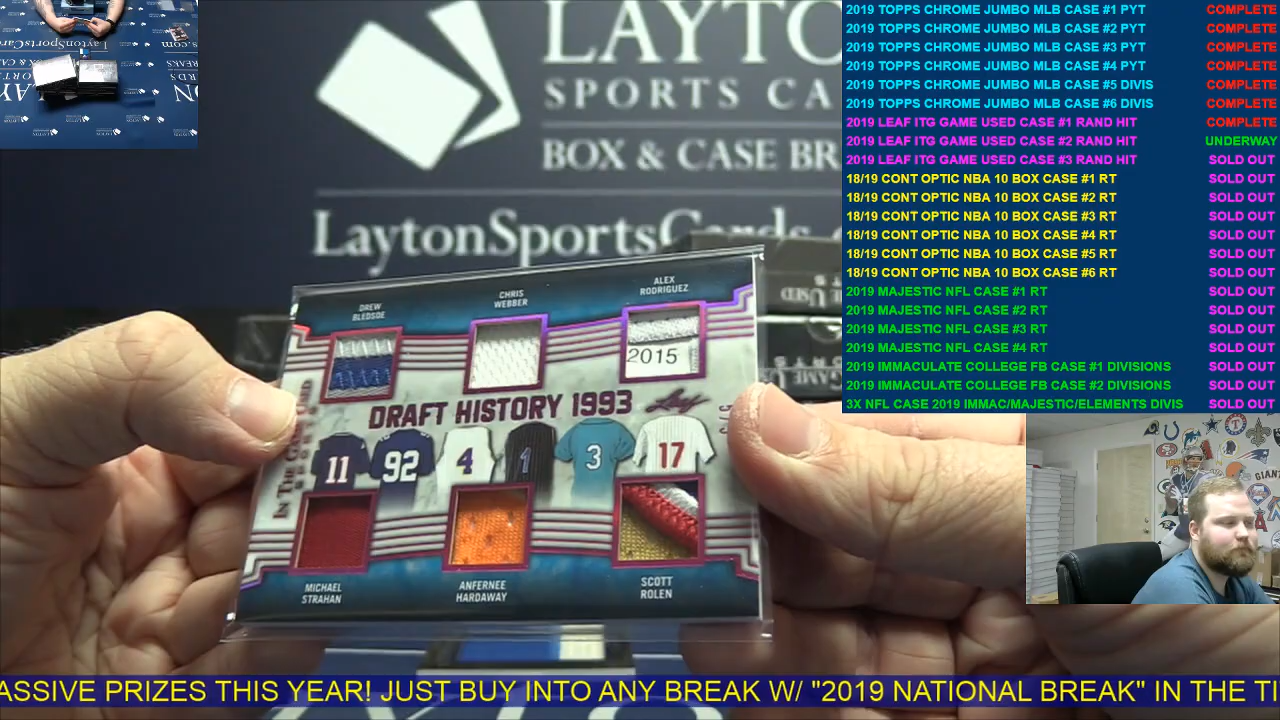 LaytonSportsCards
LAYTO
SPORTS CA
BOX & CASE BR
LaytonSportsCards.
DREW
BLEDSOE
CHRIS
WEBBER
ALEX
RODRIGUEZ
2015
DRAFT HISTORY 1993
Leaf
IN THE GAME
11
92
4
1
3
17
MICHAEL
STRAHAN
ANFERNEE
HARDAWAY
SCOTT
ROLEN
2019 TOPPS CHROME JUMBO MLB CASE #1 PYT COMPLETE
2019 TOPPS CHROME JUMBO MLB CASE #2 PYT COMPLETE
2019 TOPPS CHROME JUMBO MLB CASE #3 PYT COMPLETE
2019 TOPPS CHROME JUMBO MLB CASE #4 PYT COMPLETE
2019 TOPPS CHROME JUMBO MLB CASE #5 DIVIS COMPLETE
2019 TOPPS CHROME JUMBO MLB CASE #6 DIVIS COMPLETE
2019 LEAF ITG GAME USED CASE #1 RAND HIT COMPLETE
2019 LEAF ITG GAME USED CASE #2 RAND HIT UNDERWAY
2019 LEAF ITG GAME USED CASE #3 RAND HIT SOLD OUT
18/19 CONT OPTIC NBA 10 BOX CASE #1 RT SOLD OUT
18/19 CONT OPTIC NBA 10 BOX CASE #2 RT SOLD OUT
18/19 CONT OPTIC NBA 10 BOX CASE #3 RT SOLD OUT
18/19 CONT OPTIC NBA 10 BOX CASE #4 RT SOLD OUT
18/19 CONT OPTIC NBA 10 BOX CASE #5 RT SOLD OUT
18/19 CONT OPTIC NBA 10 BOX CASE #6 RT SOLD OUT
2019 MAJESTIC NFL CASE #1 RT SOLD OUT
2019 MAJESTIC NFL CASE #2 RT SOLD OUT
2019 MAJESTIC NFL CASE #3 RT SOLD OUT
2019 MAJESTIC NFL CASE #4 RT SOLD OUT
2019 IMMACULATE COLLEGE FB CASE #1 DIVISIONS SOLD OUT
2019 IMMACULATE COLLEGE FB CASE #2 DIVISIONS SOLD OUT
3X NFL CASE 2019 IMMAC/MAJESTIC/ELEMENTS DIVIS SOLD OUT
ASSIVE PRIZES THIS YEAR! JUST BUY INTO ANY BREAK W/ "2019 NATIONAL BREAK" IN THE TI